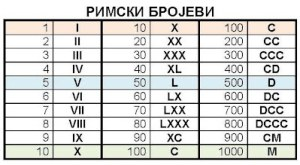 РИМСКИ БРОЈЕВИ
1 I 10 X 100 C
2 II 20 XX 200 CC
3 III 30 XXX 300 CCC
4 IV 40 XL 400 CD
5 V 50 L 500 D
6 VI 60 LX 600 DC
7 VII 70 LXX 700 DCC
8 VIII 80 LXXX 800 DCCC
9 IX 90 XC 900 CM
10 X 100 C 1000 M